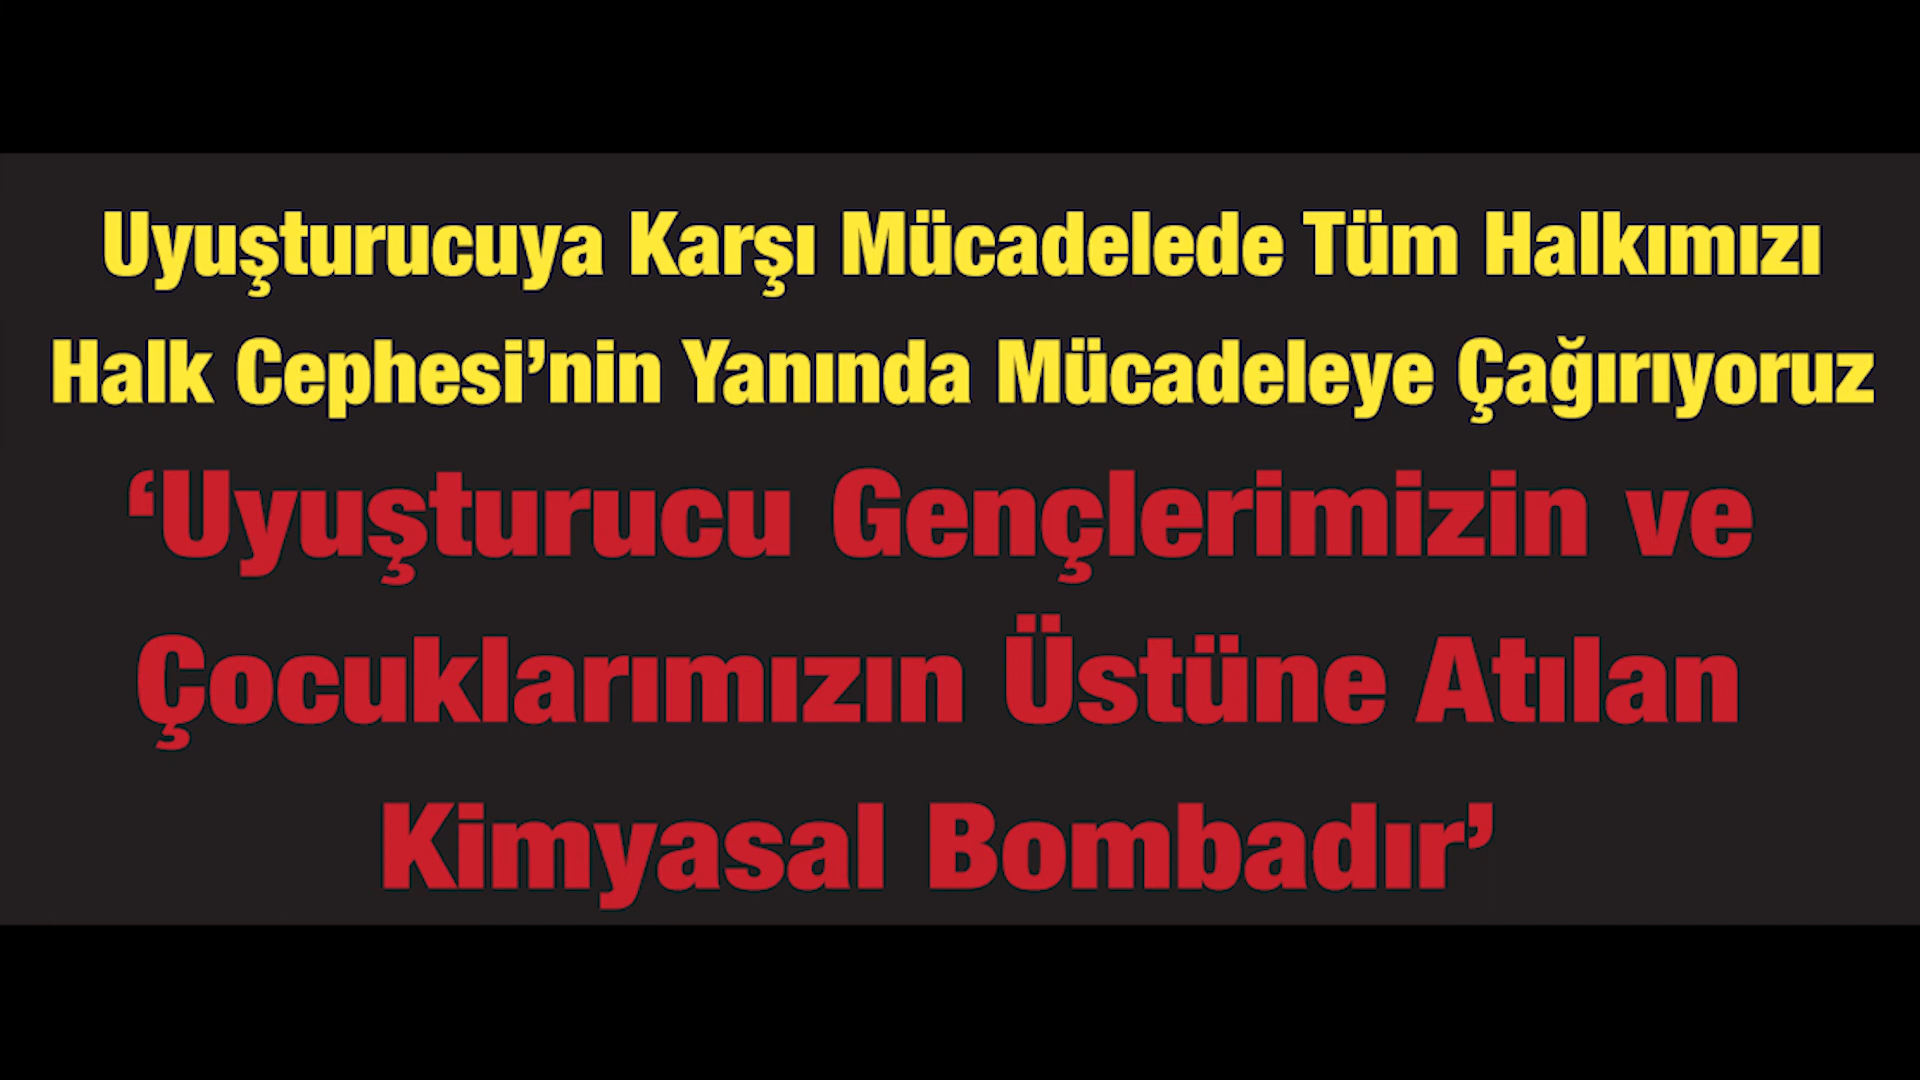 Uyuşturucuya Karşı Mücadelede Tüm Halkımızı
Halk Cephesi’nin Yanında Mücadeleye Çağırıyoruz
‘Uyuşturucu Gençlerimizin ve
Çocuklarımızın Üstüne Atılan
Kimyasal Bombadır’